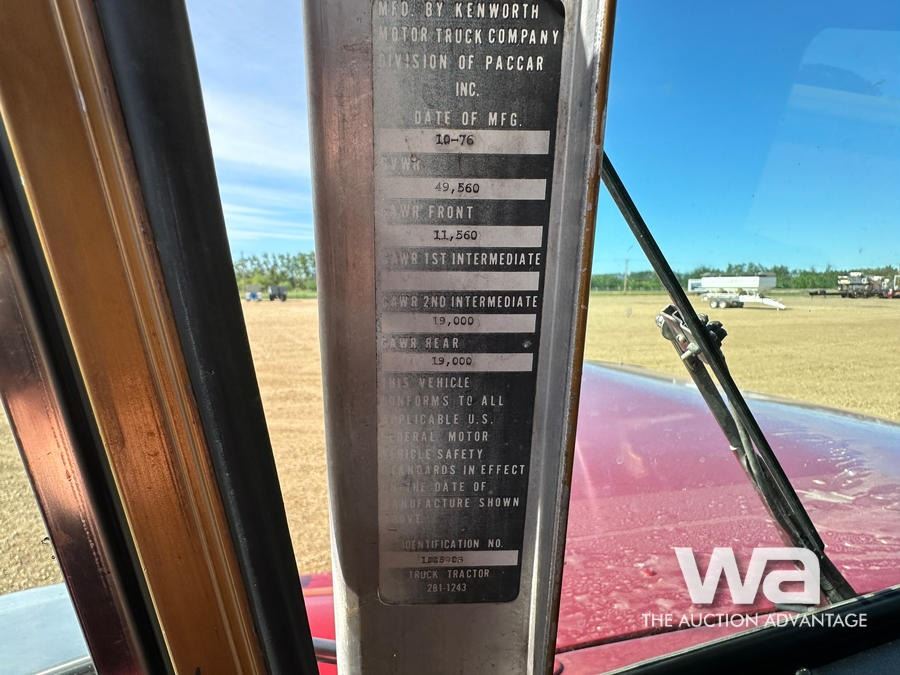 MFD. BY KENWORTH
MOTOR TRUCK COMPANY
DIVISION OF PACCAR
INC.
DATE OF MFG.
10-76
GVWR
49,560
GAWR FRONT
11,560
GAWR 1ST INTERMEDIATE
GAWR 2ND INTERMEDIATE
19,000
GAWR REAR
19,000
THIS VEHICLE
CONFORMS TO ALL
APPLICABLE U.S.
FEDERAL MOTOR
VEHICLE SAFETY
STANDARDS IN EFFECT
ON THE DATE OF
MANUFACTURE SHOWN
ABOVE.
IDENTIFICATION NO.
TRUCK TRACTOR
281-1243
wa
THE AUCTION ADVANTAGE